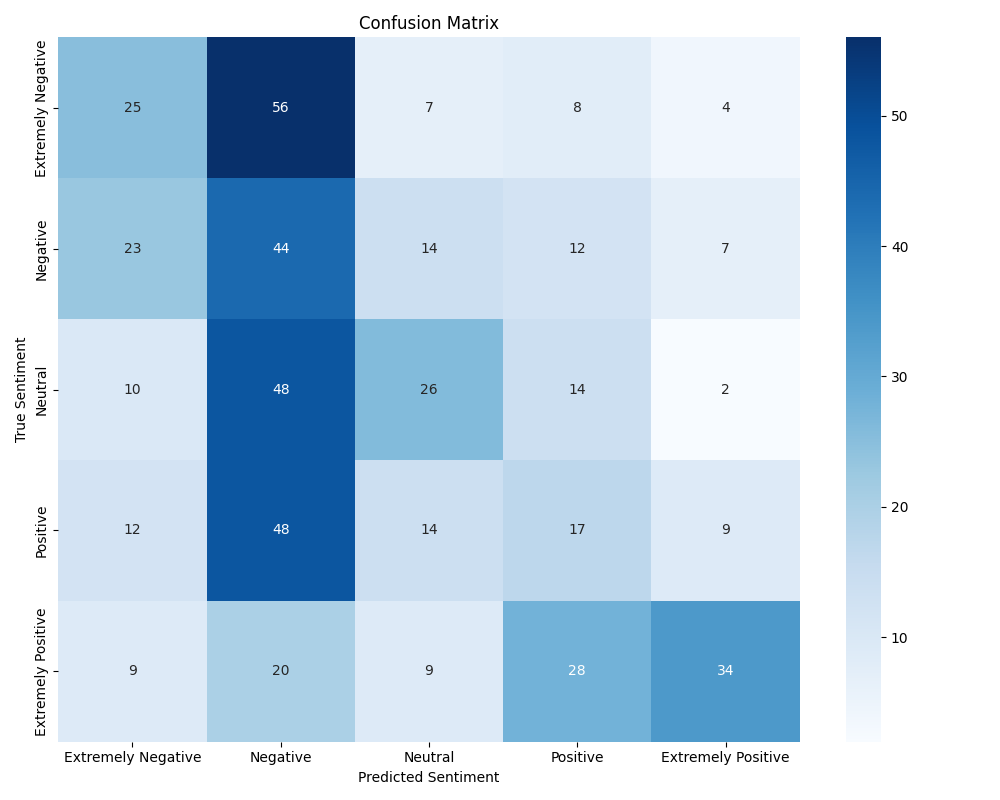 Confusion Matrix
True Sentiment
Extremely Negative
25 56 7 8 4
Negative
23 44 14 12 7
Neutral
10 48 26 14 2
Positive
12 48 14 17 9
Extremely Positive
9 20 9 28 34
Extremely Negative Negative Neutral Positive Extremely Positive
Predicted Sentiment
50
40
30
20
10